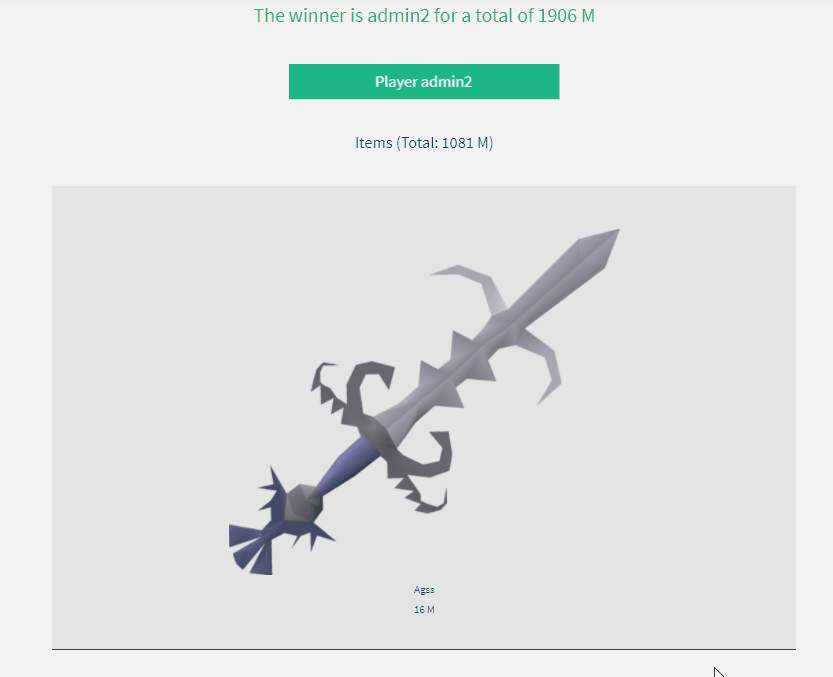 The winner is admin2 for a total of 1906 M
Player admin2
Items (Total: 1081 M)
Agss
16 M